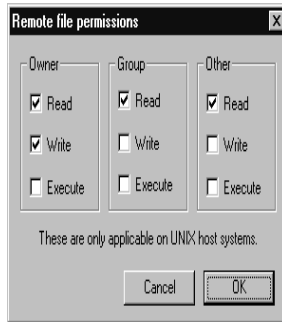 Remote file permissions
Owner Group Other
Read Read Read
Write Write Write
Execute Execute Execute
These are only applicable on UNIX host systems.
Cancel OK